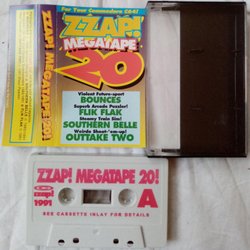 For Your Commodore C64!
ZZAP!
MEGATAPE
20
Violent Future-sport!
BOUNCES
Superb Arcade Puzzler!
FLIK FLAK
Steamy Train Sim!
SOUTHERN BELLE
Weirdo Shoot-'em-up!
OUTTAKE TWO
ZZAP! MEGATAPE 20!
ZZAP! MEGATAPE 20!
zzap!
1991
A
SEE CASSETTE INLAY FOR DETAILS